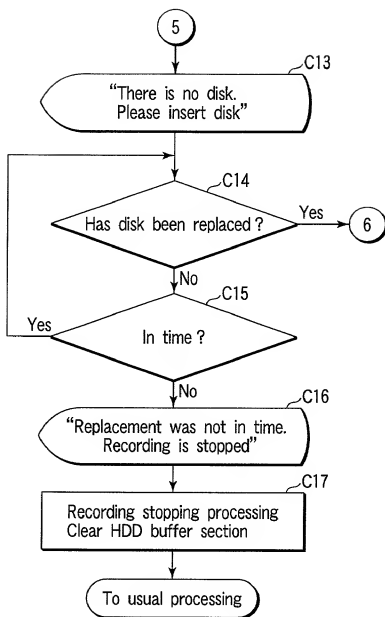 5
C13
“There is no disk.
Please insert disk”
C14
Has disk been replaced ?
Yes
6
No
C15
Yes
In time ?
No
C16
“Replacement was not in time.
Recording is stopped”
C17
Recording stopping processing
Clear HDD buffer section
To usual processing